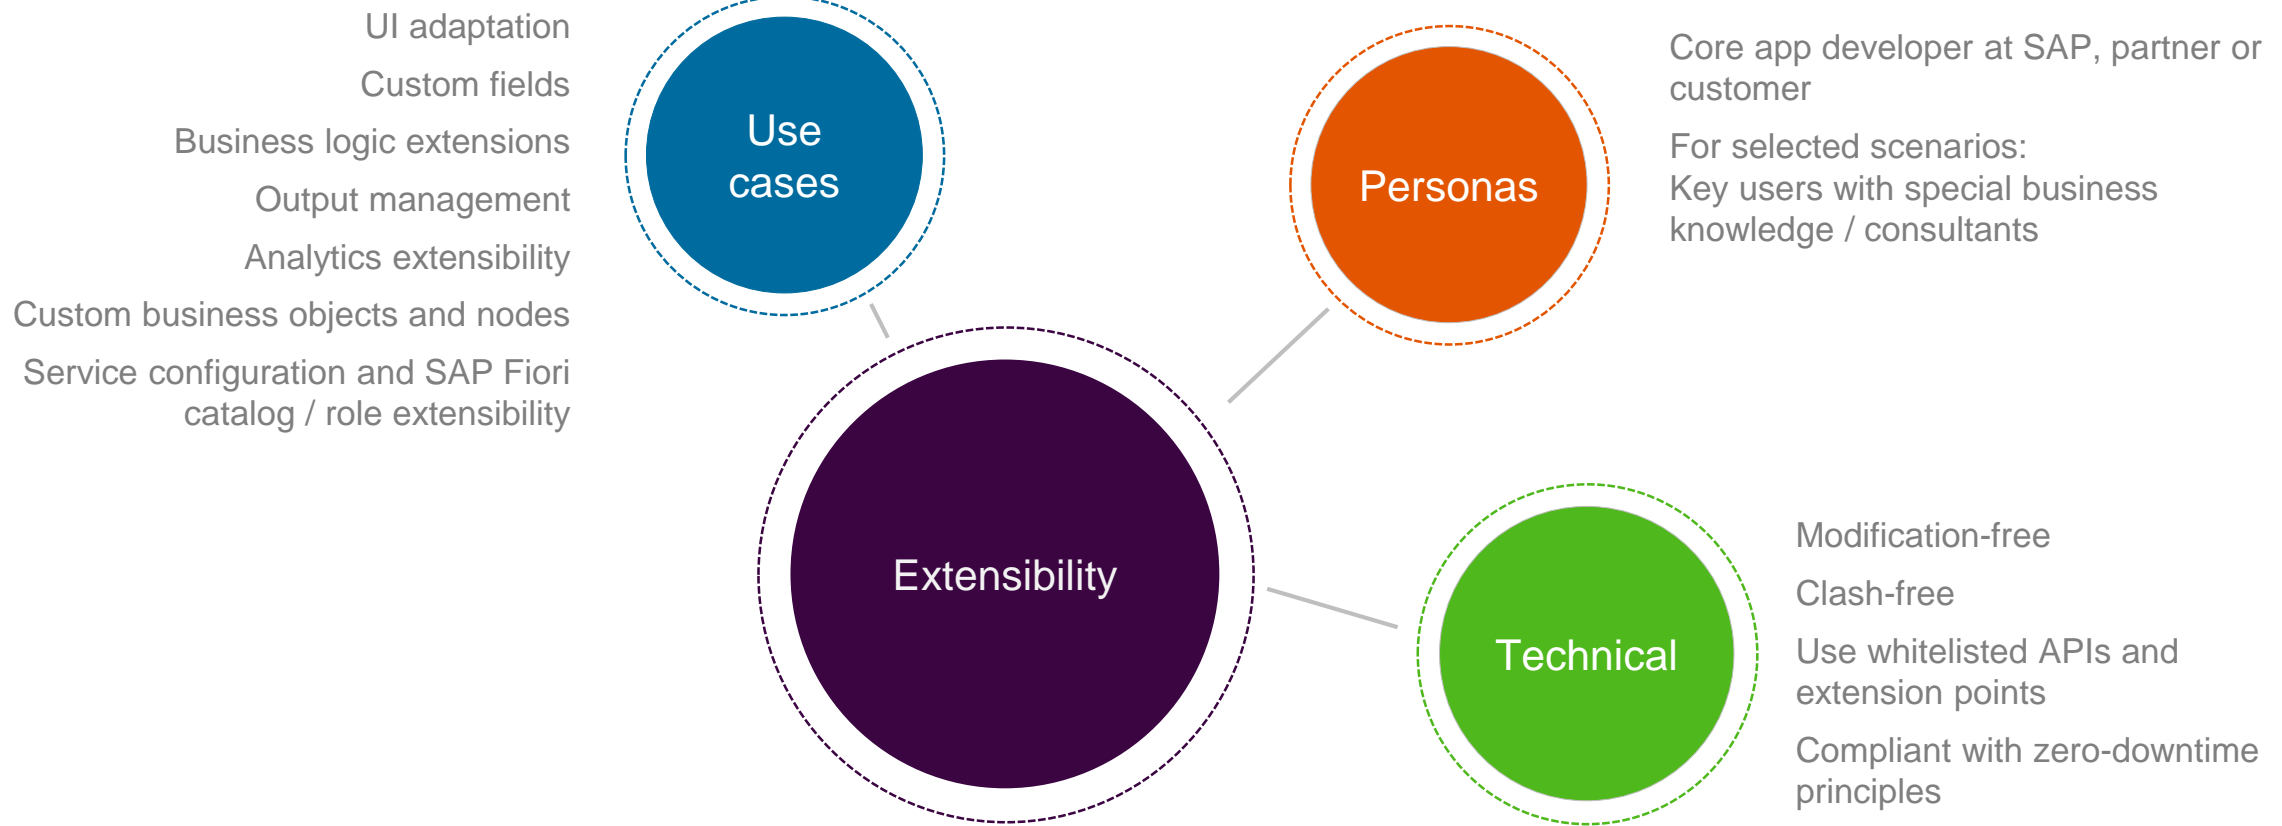 UI adaptation
Custom fields
Business logic extensions
Output management
Analytics extensibility
Custom business objects and nodes
Service configuration and SAP Fiori
catalog / role extensibility
Use
cases
Personas
Core app developer at SAP, partner or
customer
For selected scenarios:
Key users with special business
knowledge / consultants
Extensibility
Technical
Modification-free
Clash-free
Use whitelisted APIs and
extension points
Compliant with zero-downtime
principles